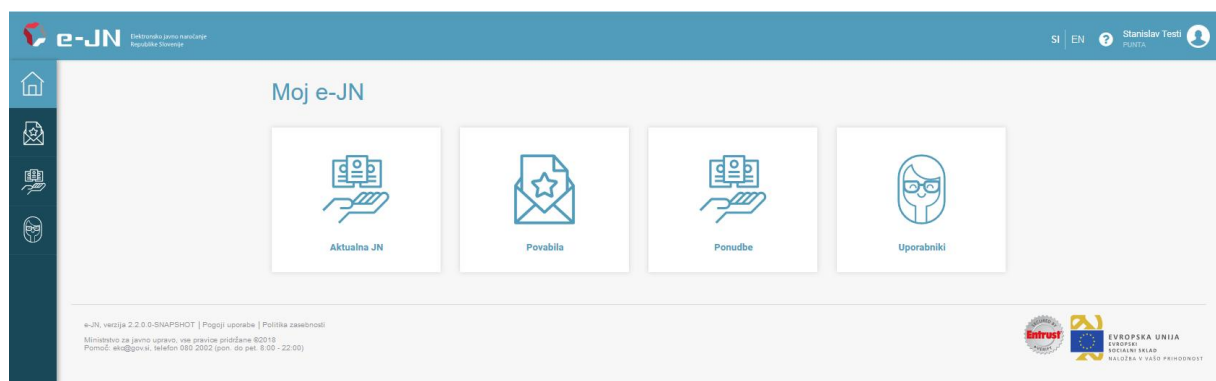 e-JN
Elektronsko javno naročanje
Republike Slovenije
SI | EN
?
Stanislav Testi
PUNTA
Moj e-JN
Aktualna JN
Povabila
Ponudbe
Uporabniki
e-JN, verzija 2.2.0.0-SNAPSHOT | Pogoji uporabe | Politika zasebnosti
Ministrstvo za javno upravo, vse pravice pridržane ©2018
Pomoč: ekc@gov.si, telefon 080 2002 (pon. do pet. 8:00 - 22:00)
SECURED BY
Entrust
EVROPSKA UNIJA
EVROPSKI
SOCIALNI SKLAD
NALOŽBA V VAŠO PRIHODNOST